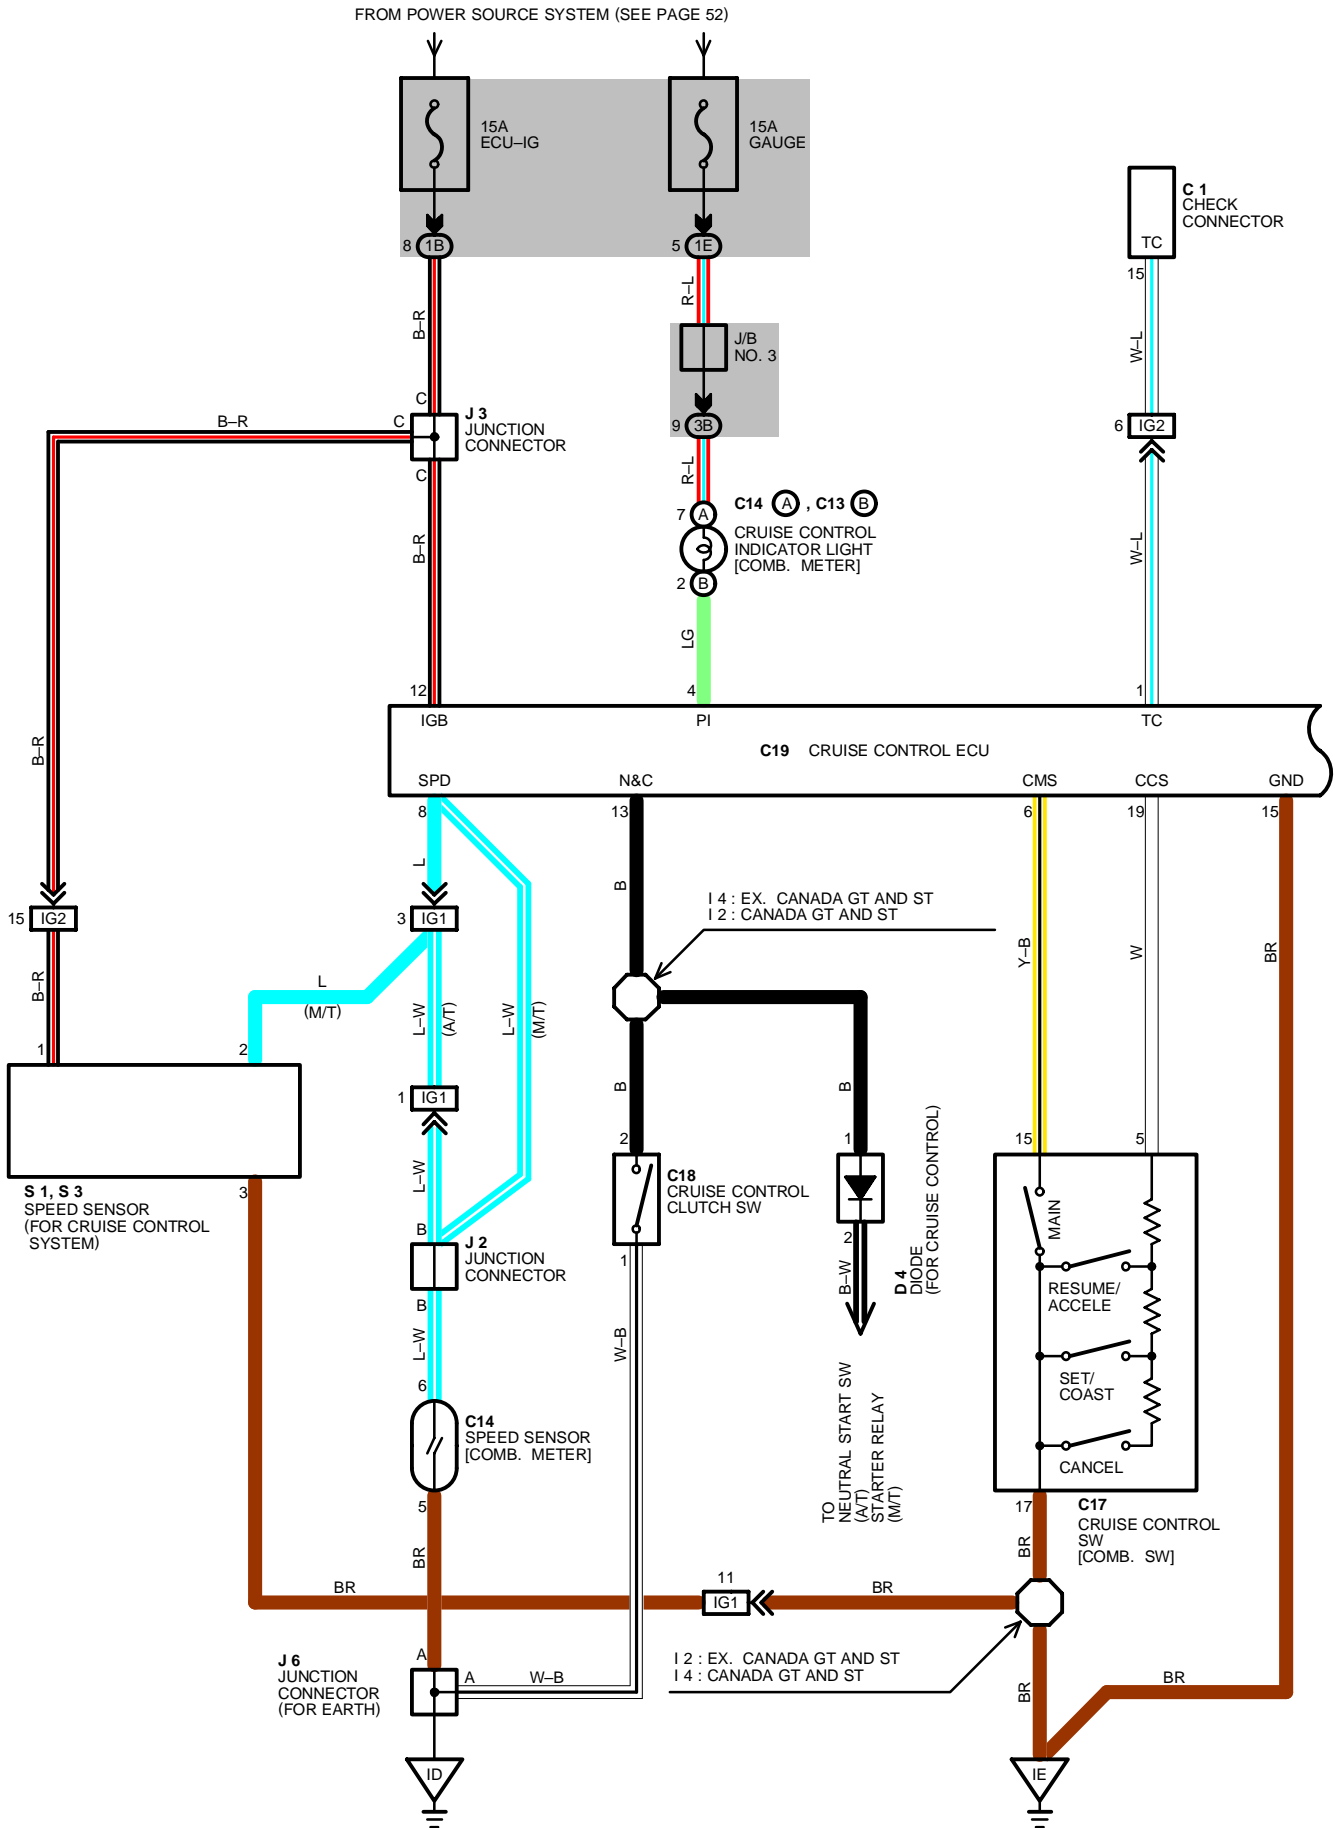 FROM POWER SOURCE SYSTEM (SEE PAGE 52)
15A
ECU–IG
15A
GAUGE
8 1B
5 1E
C 1
CHECK
CONNECTOR
TC
15
B–R
R–L
J/B
NO. 3
W–L
9 3B
6 IG2
C
B–R
C
J 3
JUNCTION
CONNECTOR
C
R–L
B–R
C14 A , C13 B
7 A
CRUISE CONTROL
INDICATOR LIGHT
[COMB. METER]
2 B
W–L
LG
12
4
1
IGB
PI
TC
C19 CRUISE CONTROL ECU
SPD
N&C
CMS
CCS
GND
B–R
8
13
6
19
15
L
B
I 4 : EX. CANADA GT AND ST
I 2 : CANADA GT AND ST
15 IG2
3 IG1
Y–B
W
BR
B–R
L
(M/T)
L–W
(A/T)
L–W
(M/T)
1
2
1 IG1
B
B
2
1
15
5
L–W
S 1, S 3
SPEED SENSOR
(FOR CRUISE CONTROL
SYSTEM)
3
C18
CRUISE CONTROL
CLUTCH SW
D 4
DIODE
(FOR CRUISE CONTROL)
MAIN
B
J 2
JUNCTION
CONNECTOR
1
2
B–W
RESUME/
ACCELE
B
L–W
W–B
SET/
COAST
6
C14
SPEED SENSOR
[COMB. METER]
TO
NEUTRAL START SW
(A/T)
STARTER RELAY
(M/T)
CANCEL
5
17
C17
CRUISE CONTROL
SW
[COMB. SW]
BR
BR
BR
11
IG1
BR
J 6
JUNCTION
CONNECTOR
(FOR EARTH)
A
A
W–B
I 2 : EX. CANADA GT AND ST
I 4 : CANADA GT AND ST
BR
BR
ID
IE